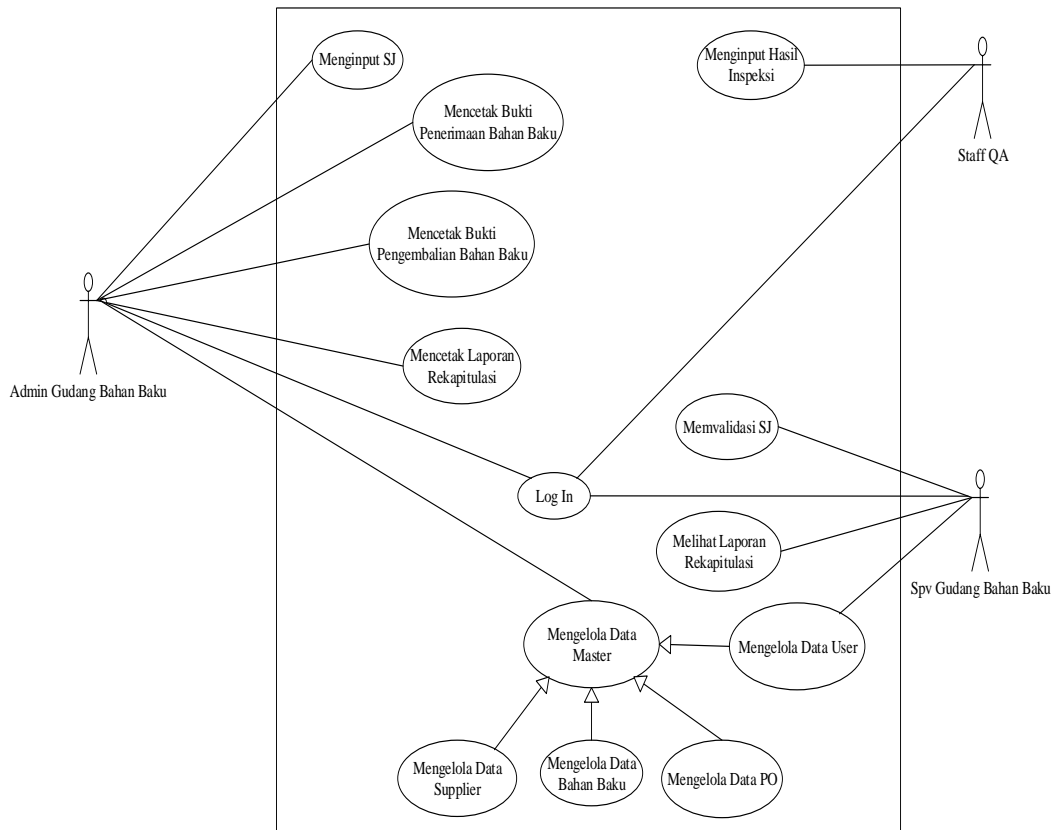 Menginput SJ
Menginput Hasil
Inspeksi
Mencetak Bukti
Penerimaan Bahan Baku
Staff QA
Mencetak Bukti
Pengembalian Bahan Baku
Admin Gudang Bahan Baku
Mencetak Laporan
Rekapitulasi
Memvalidasi SJ
Log In
Melihat Laporan
Rekapitulasi
Spv Gudang Bahan Baku
Mengelola Data
Master
Mengelola Data User
Mengelola Data
Supplier
Mengelola Data
Bahan Baku
Mengelola Data PO